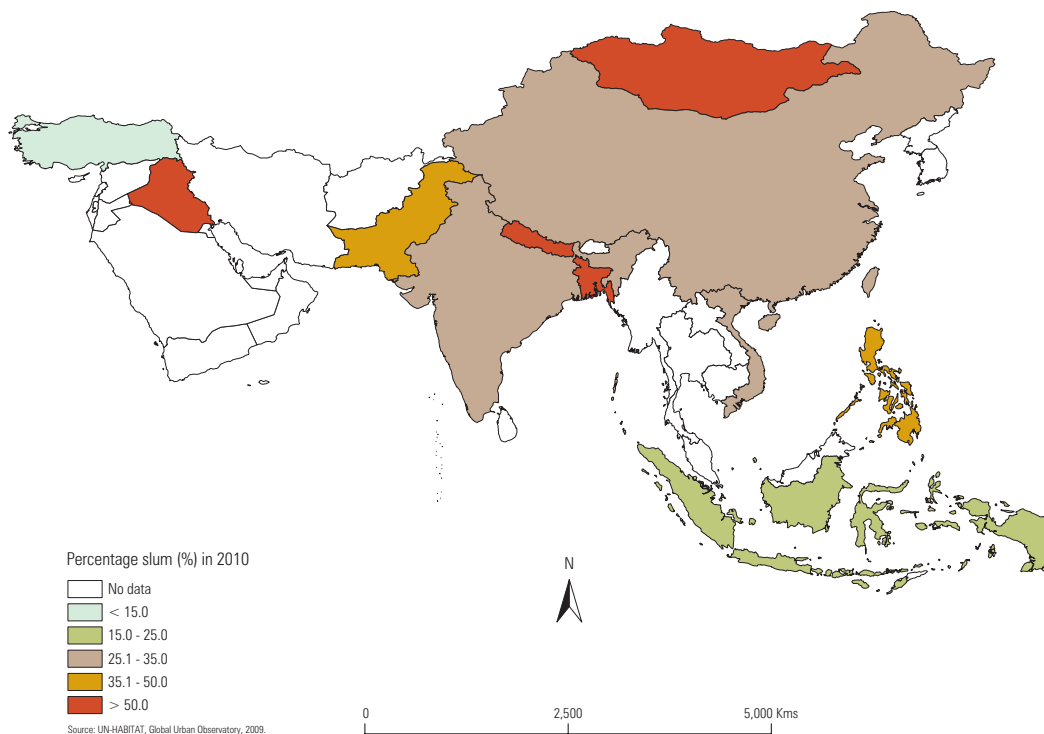 Percentage slum (%) in 2010
No data
< 15.0
15.0 - 25.0
25.1 - 35.0
35.1 - 50.0
> 50.0
Source: UN-HABITAT, Global Urban Observatory, 2009.
N
0 2,500 5,000 Kms